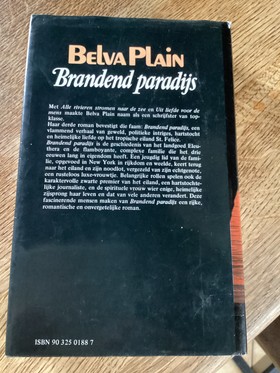 BELVA PLAIN
Brandend paradijs
Met Alle rivieren stromen naar de zee en Uit liefde voor de
mens maakte Belva Plain naam als een schrijfster van top-
klasse.
Haar derde roman bevestigt die faam: Brandend paradijs, een
vlammend verhaal van geweld, politieke intriges, hartstocht
en heimelijke liefde op het tropische eiland St. Felice.
Brandend paradijs is de geschiedenis van het landgoed Eleu-
thera en de flamboyante, complexe familie die het drie
eeuwen lang in eigendom heeft. Een jeugdig lid van de fami-
lie, opgevoed in New York in rijkdom en weelde, keert terug
naar het eiland en zijn noodlot, vergezeld van zijn echtgenote,
een rusteloos luxe-vrouwtje. Belangrijke rollen spelen ook de
karaktervolle zwarte premier van het eiland, een hartstochte-
lijke journaliste, en de spirituele vrouw wier enige, heimelijke
zijsprong haar leven en dat van vele anderen verandert. Deze
fascinerende mensen maken van Brandend paradijs een rijke,
romantische en onvergetelijke roman.
ISBN 90 325 0188 7